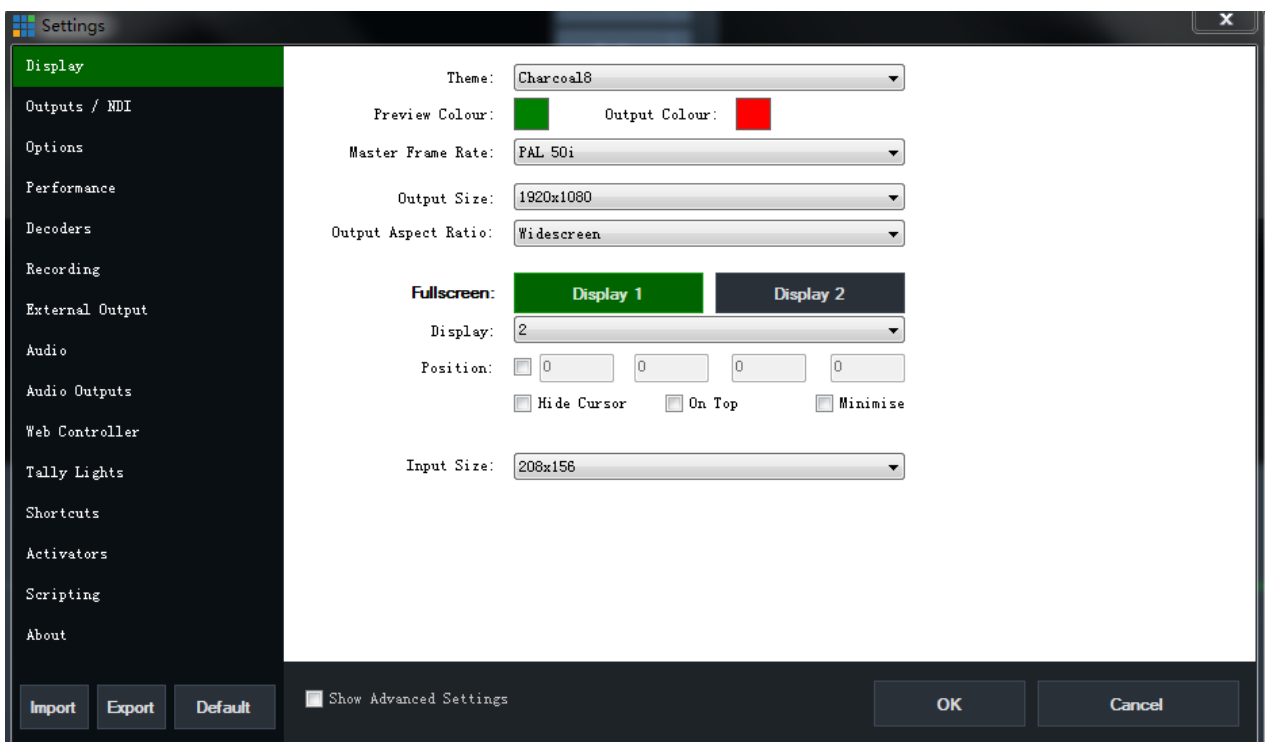 Settings
x
Display
Outputs / NDI
Options
Performance
Decoders
Recording
External Output
Audio
Audio Outputs
Web Controller
Tally Lights
Shortcuts
Activators
Scripting
About
Import Export Default
Theme: Charcoal8
Preview Colour: Output Colour:
Master Frame Rate: PAL 50i
Output Size: 1920x1080
Output Aspect Ratio: Widescreen
Fullscreen: Display 1 Display 2
Display: 2
Position: 0 0 0 0
Hide Cursor On Top Minimise
Input Size: 208x156
Show Advanced Settings OK Cancel